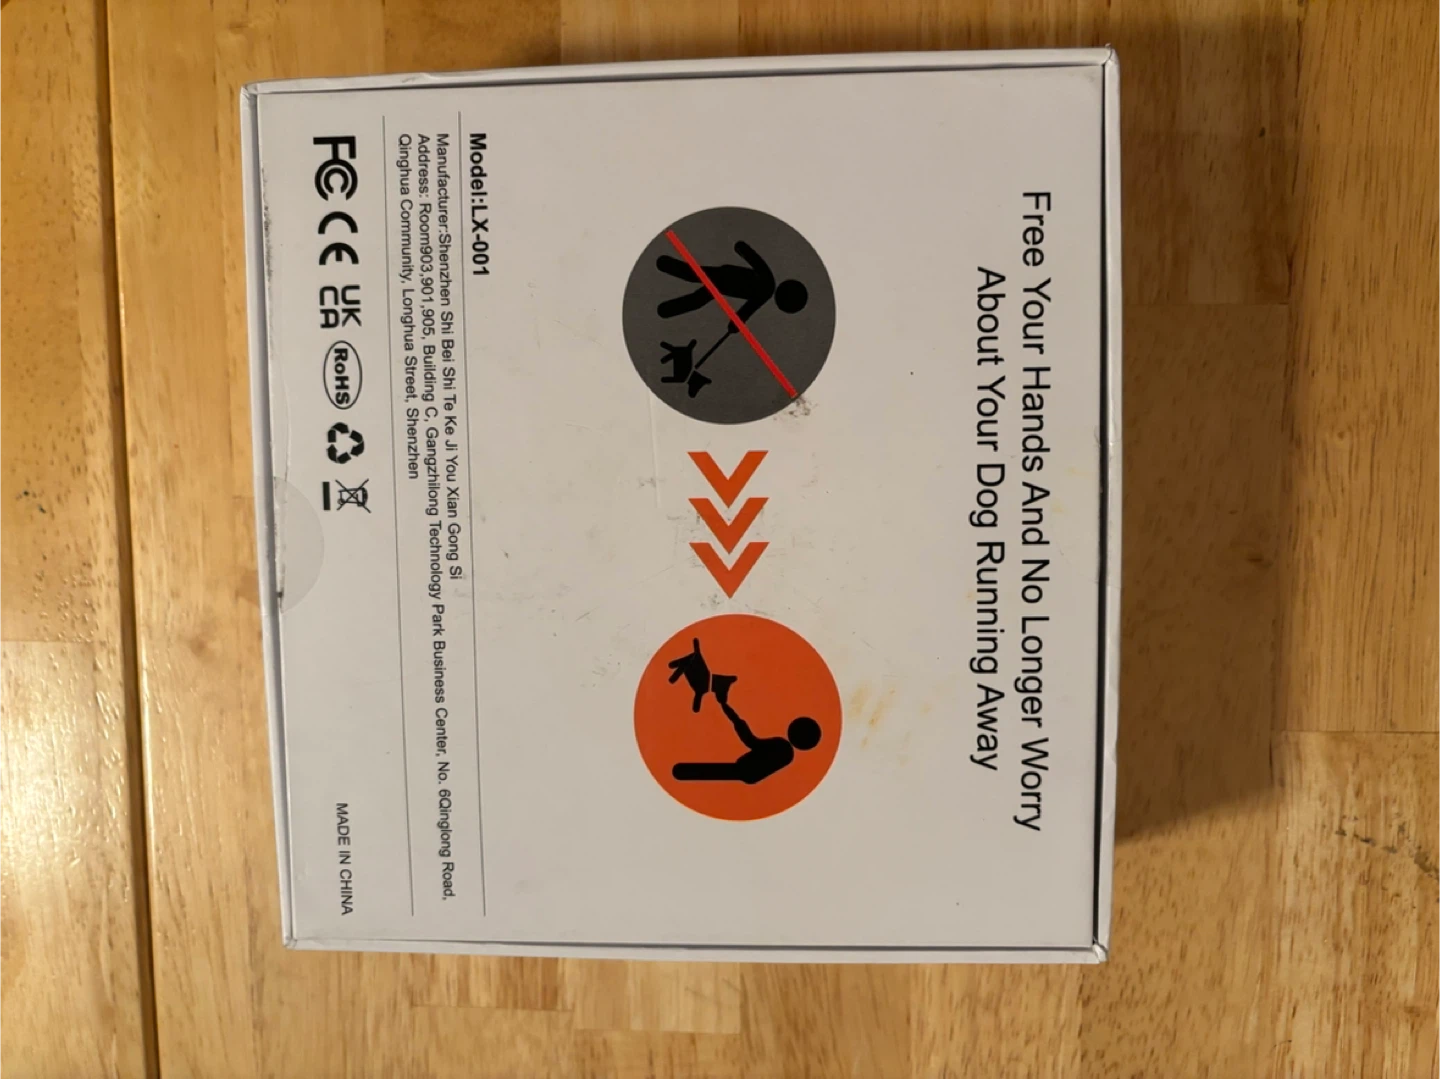 Free Your Hands And No Longer Worry
About Your Dog Running Away
Model:LX-001
Manufacturer:Shenzhen Shi Bei Shi Te Ke Ji You Xian Gong Si
Address: Room903,901,905, Building C, Gangzhilong Technology Park Business Center, No. 6Qinglong Road,
Qinghua Community, Longhua Street, Shenzhen
FC CE UK CA RoHS
MADE IN CHINA